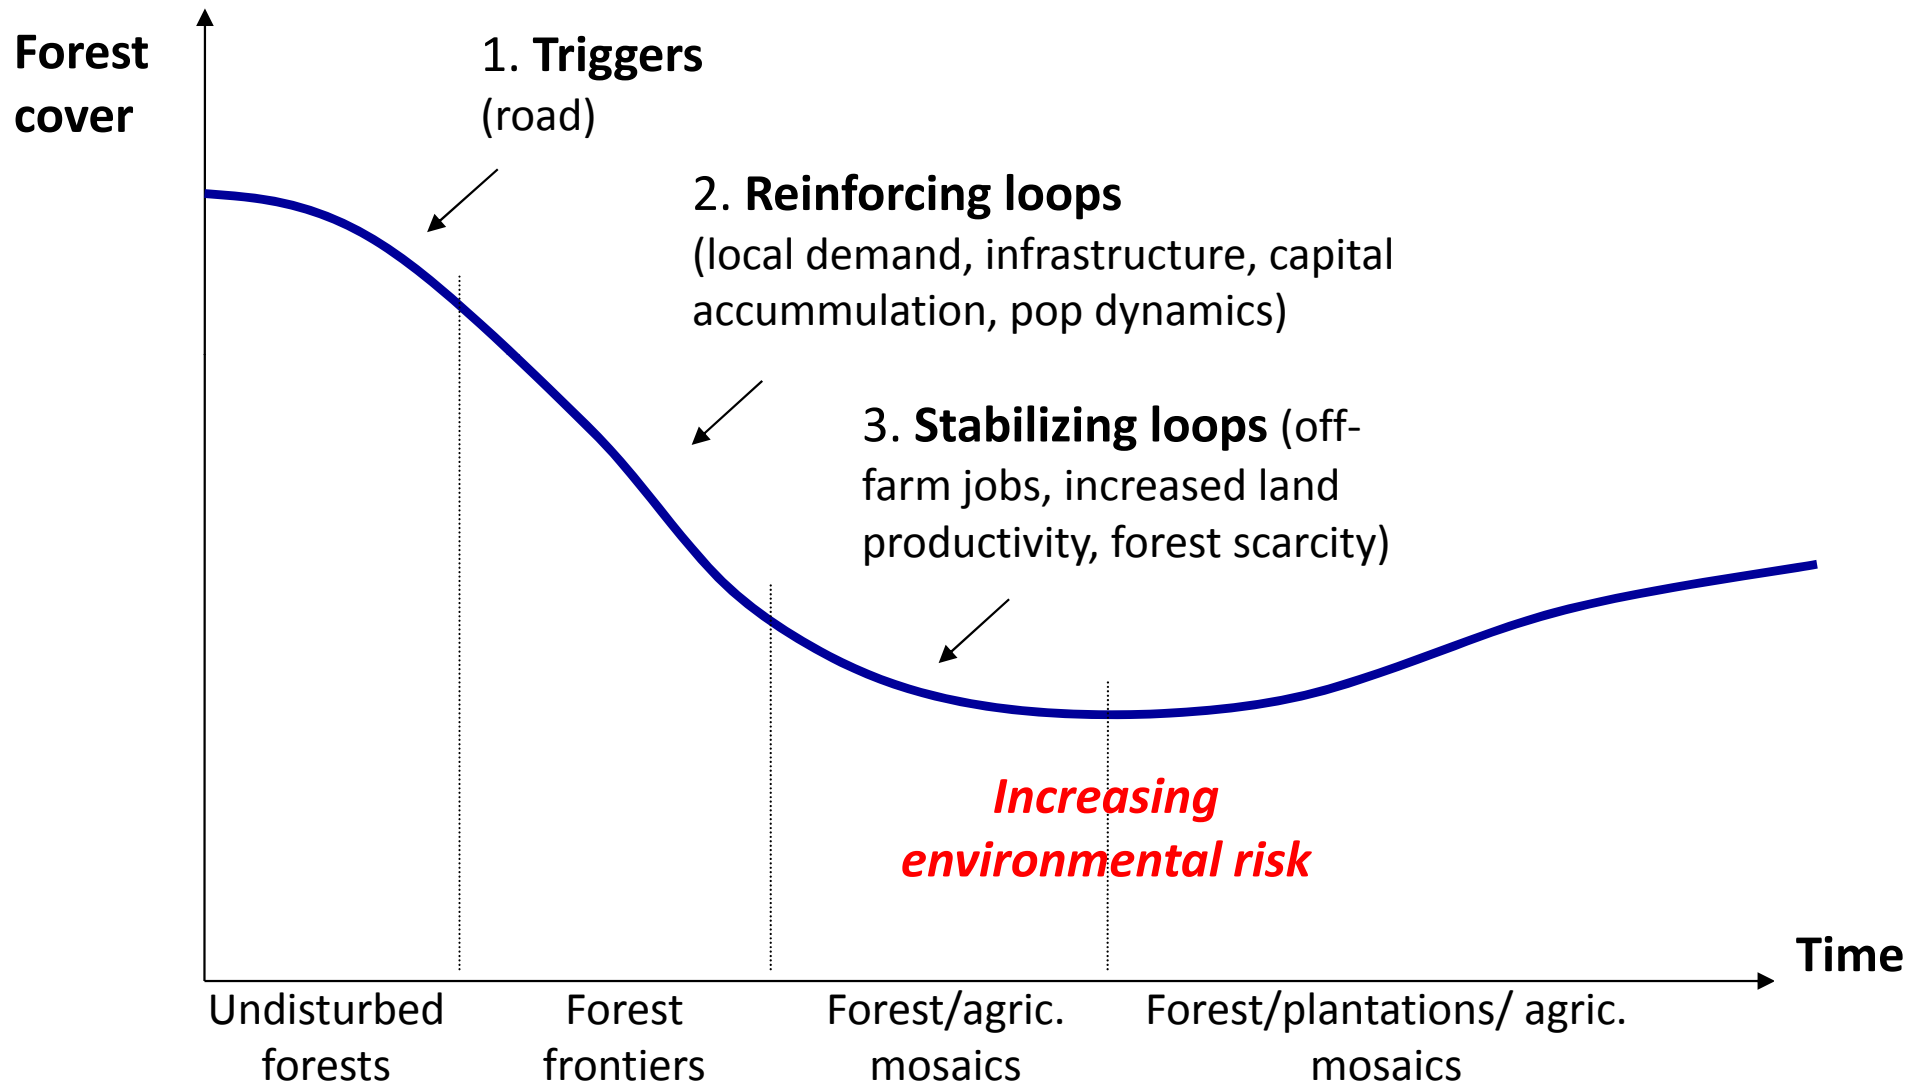 Forest
cover
1. Triggers
(road)
2. Reinforcing loops
(local demand, infrastructure, capital
accummulation, pop dynamics)
3. Stabilizing loops (off-
farm jobs, increased land
productivity, forest scarcity)
Increasing
environmental risk
Time
Undisturbed
forests
Forest
frontiers
Forest/agric.
mosaics
Forest/plantations/ agric.
mosaics